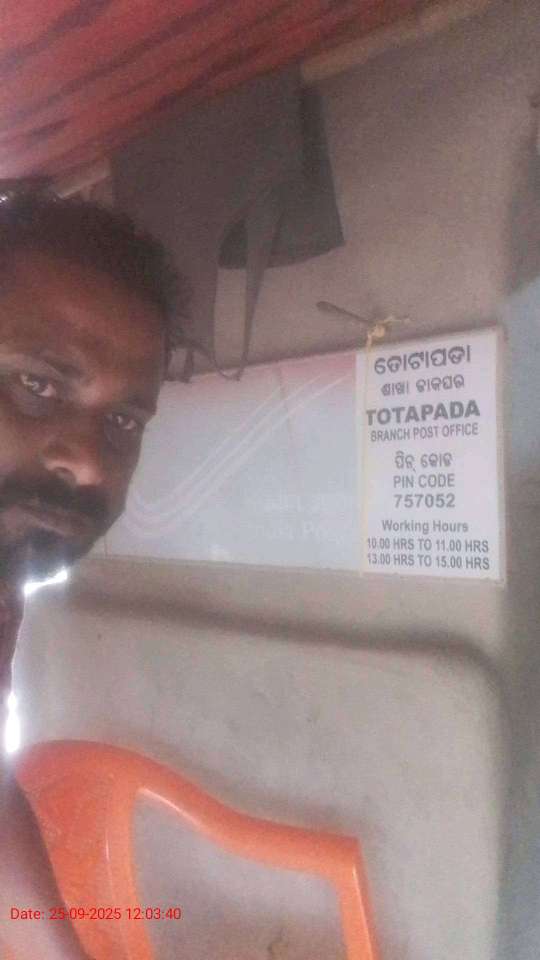 ତୋଟାପଡା
ଶାଖା ଡାକଘର
TOTAPADA
BRANCH POST OFFICE
ପିନ୍ କୋଡ
PIN CODE
757052
Working Hours
10.00 HRS TO 11.00 HRS
13.00 HRS TO 15.00 HRS
Date: 25-09-2025 12:03:40